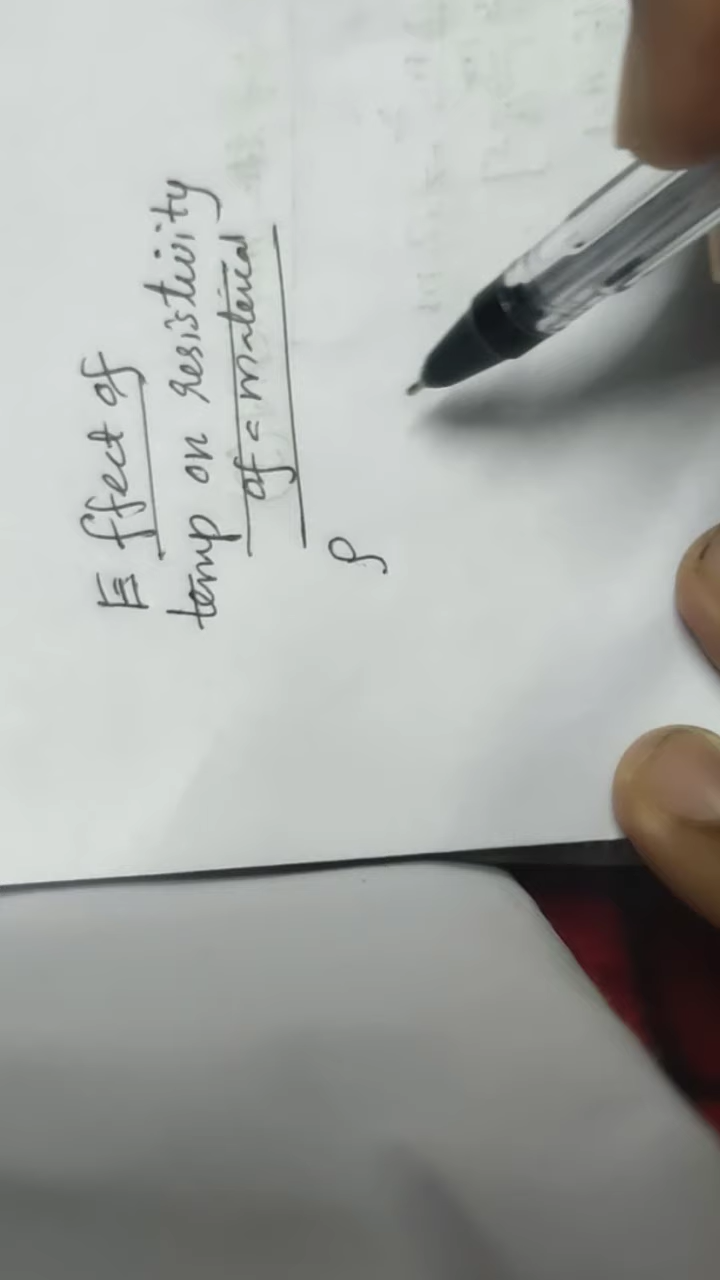 Effect of
temp on resistivity
of a material
ρ